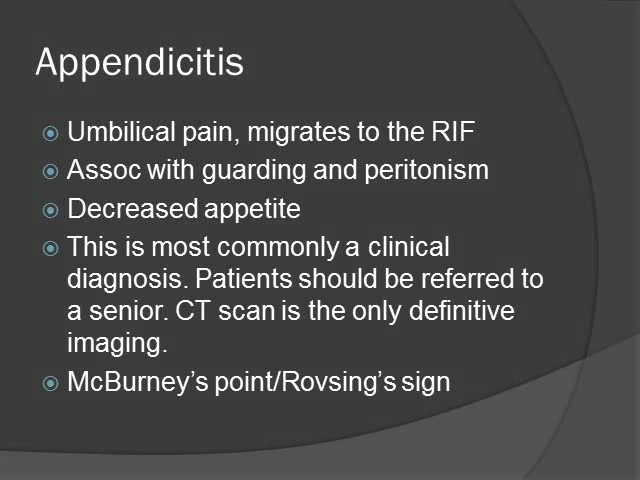 Appendicitis
Umbilical pain, migrates to the RIF
Assoc with guarding and peritonism
Decreased appetite
This is most commonly a clinical
diagnosis. Patients should be referred to
a senior. CT scan is the only definitive
imaging.
McBurney’s point/Rovsing’s sign